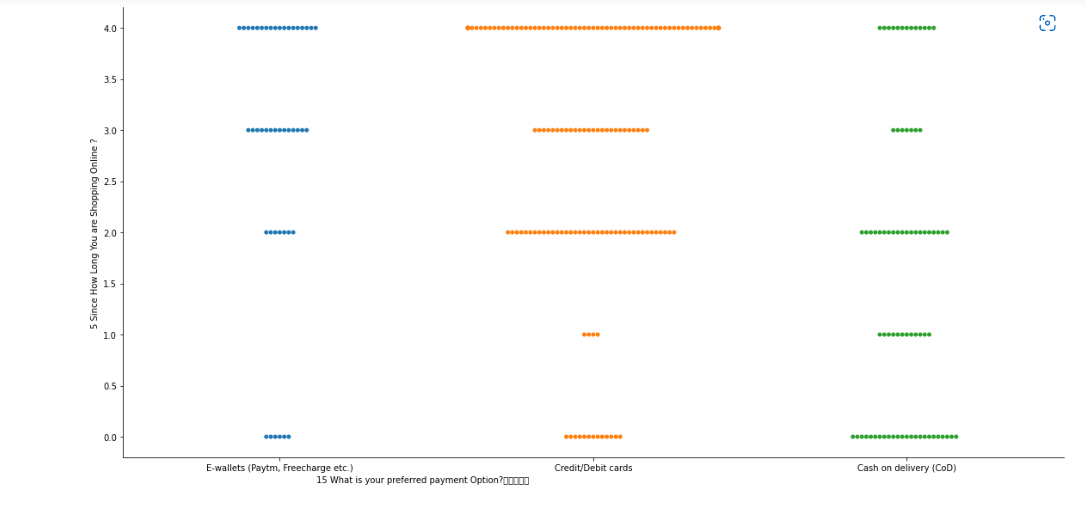 4.0
3.5
3.0
2.5
2.0
1.5
1.0
0.5
0.0
5 Since How Long You are Shopping Online ?
E-wallets (Paytm, Freecharge etc.)
Credit/Debit cards
Cash on delivery (CoD)
15 What is your preferred payment Option?▯▯▯▯▯